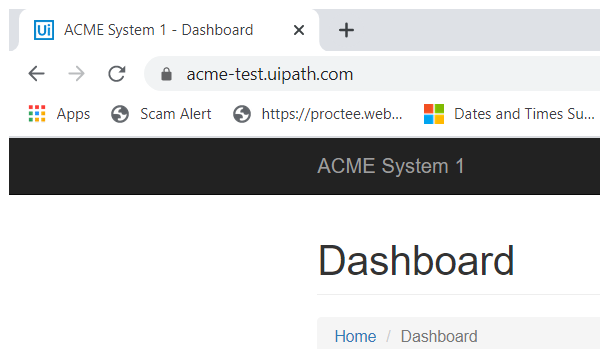 Ui ACME System 1 - Dashboard
acme-test.uipath.com
Apps Scam Alert https://proctee.web... Dates and Times Su...
ACME System 1
Dashboard
Home / Dashboard